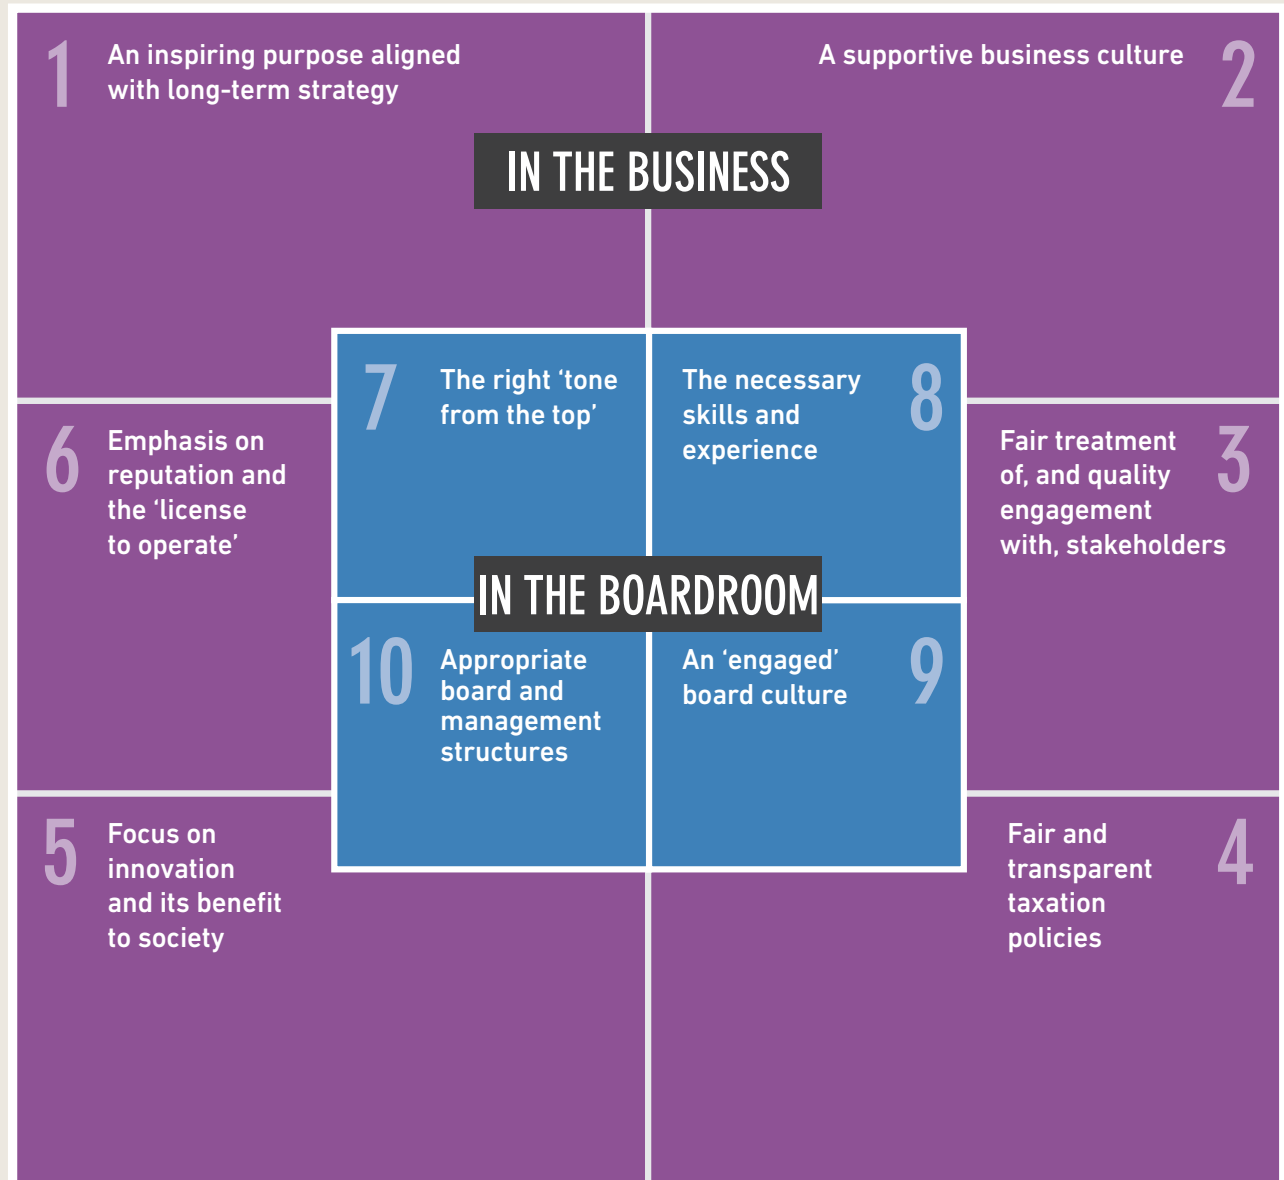 1
An inspiring purpose aligned
with long-term strategy
A supportive business culture
2
IN THE BUSINESS
7
The right ‘tone
from the top’
The necessary
skills and
experience
8
6
Emphasis on
reputation and
the ‘license
to operate’
Fair treatment
of, and quality
engagement
with, stakeholders
3
IN THE BOARDROOM
10
Appropriate
board and
management
structures
An ‘engaged’
board culture
9
5
Focus on
innovation
and its benefit
to society
Fair and
transparent
taxation
policies
4